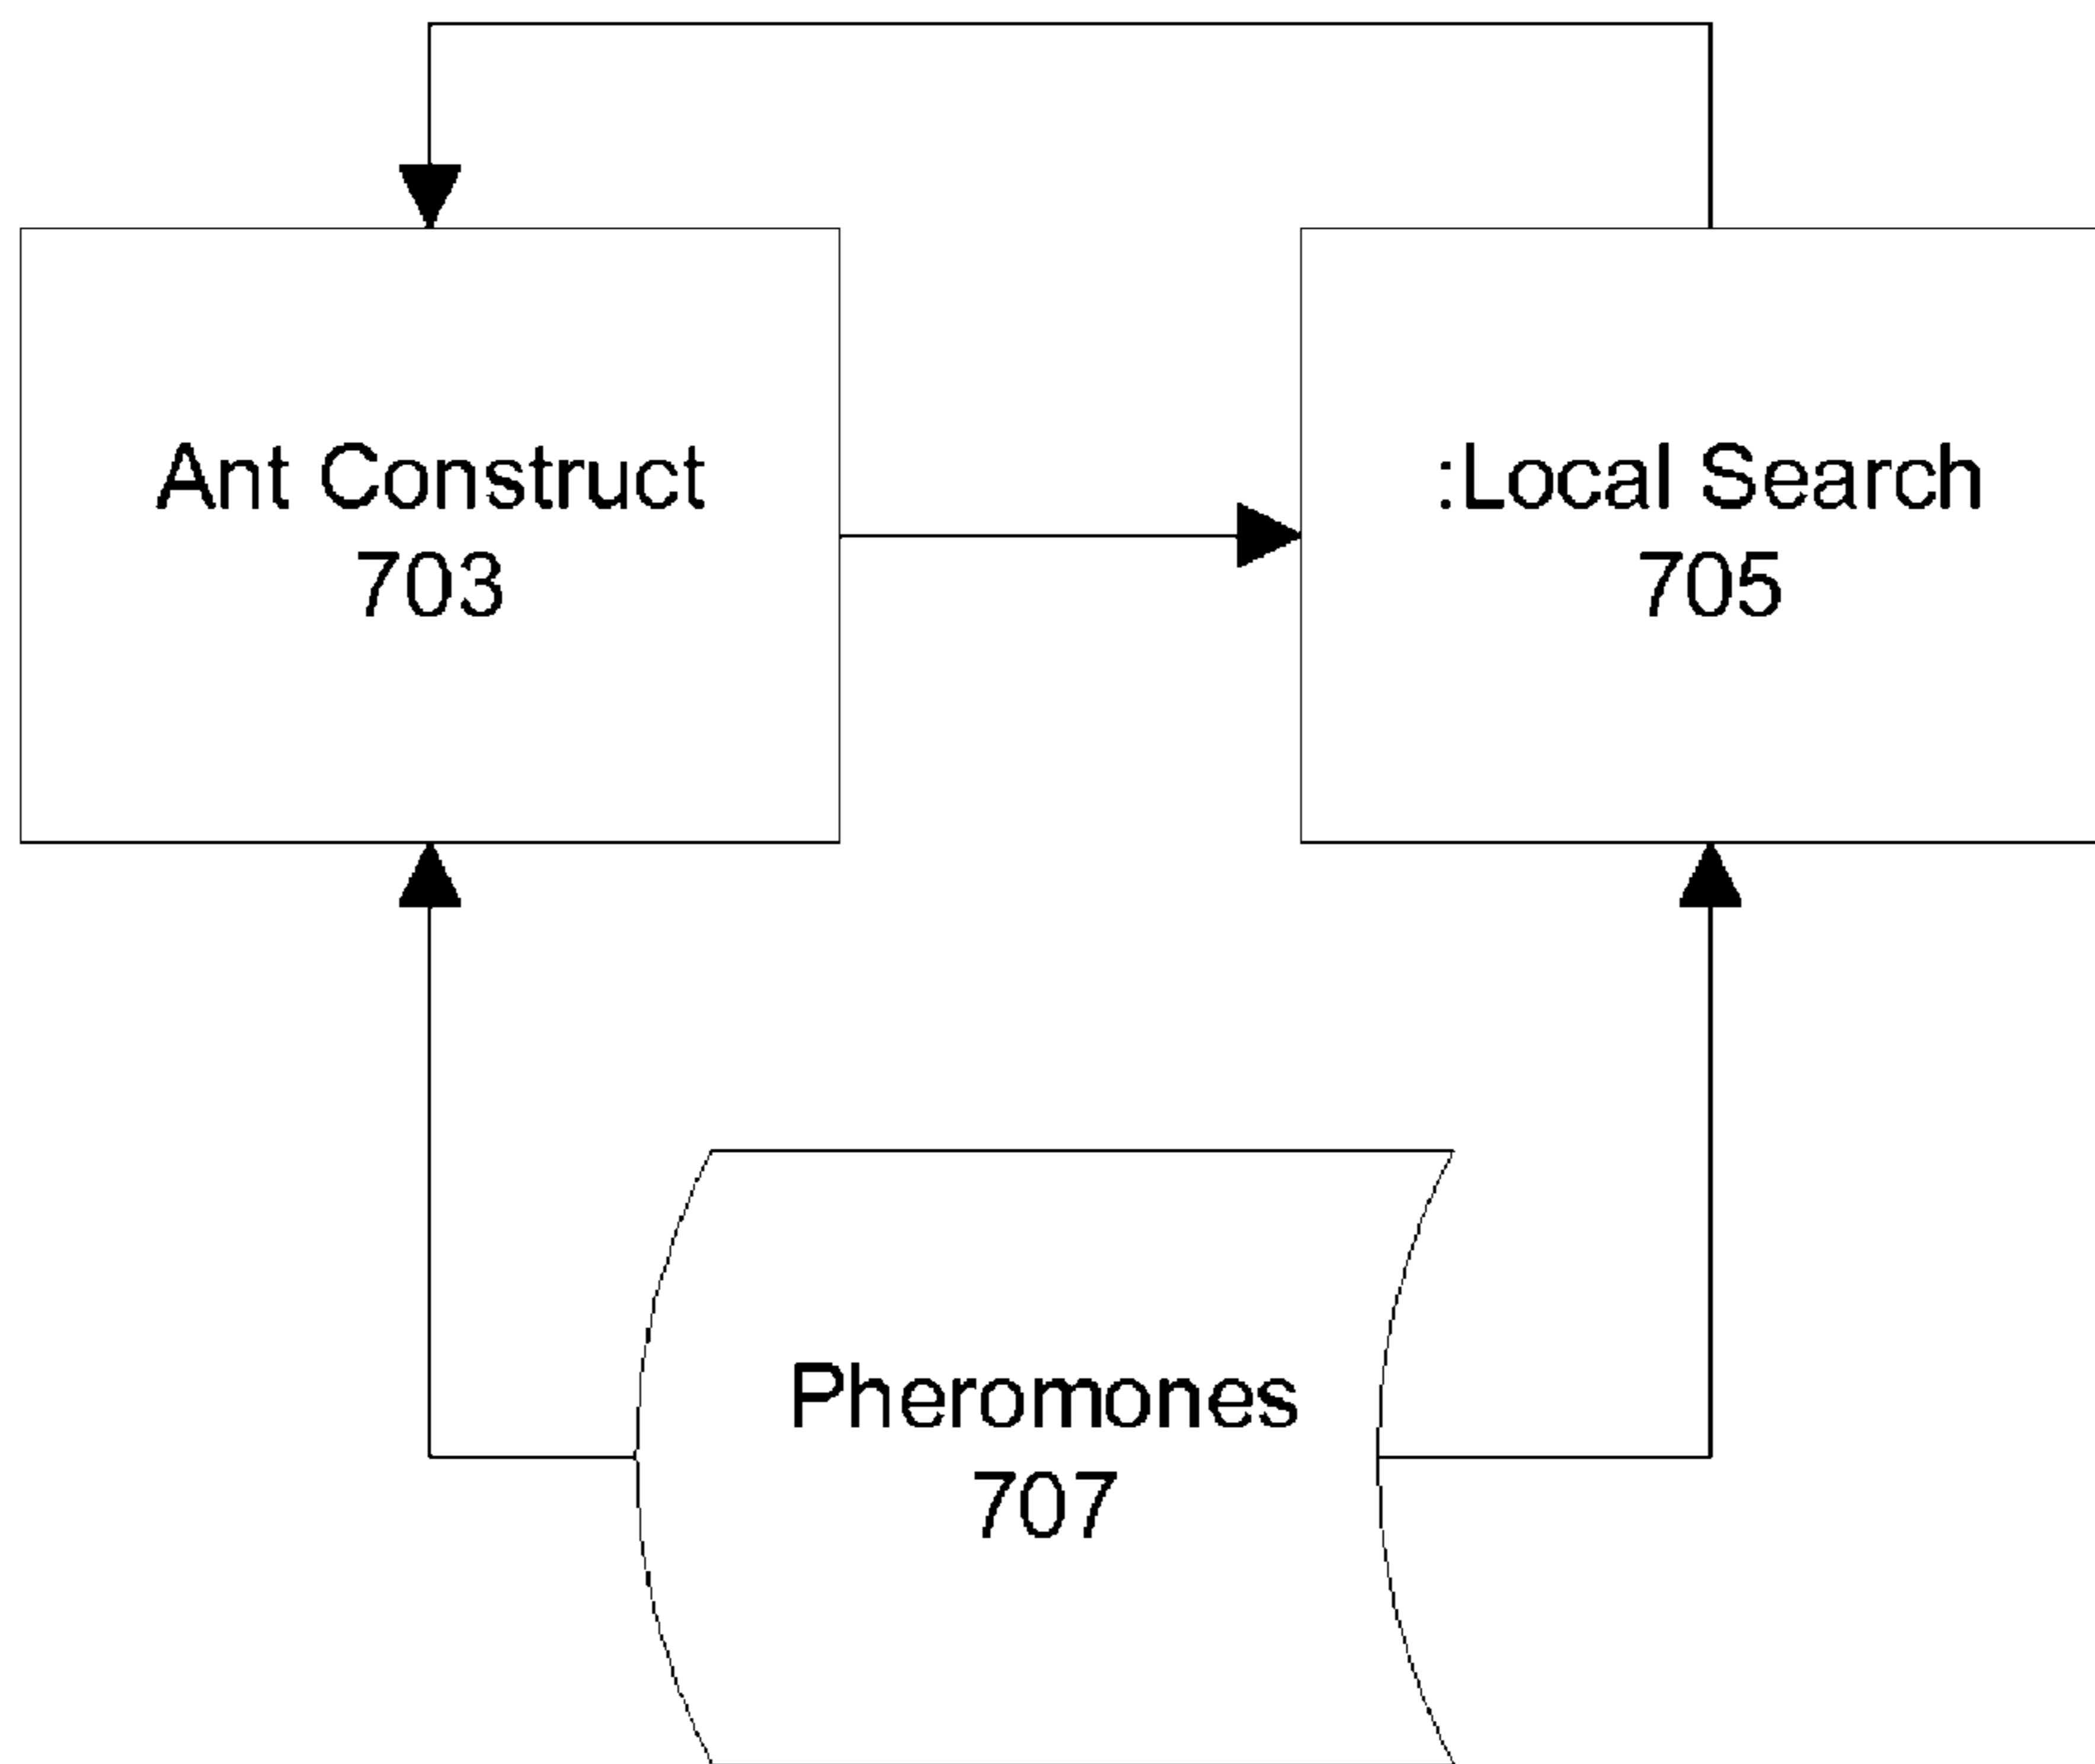 Ant Construct
703
:Local Search
705
Pheromones
707